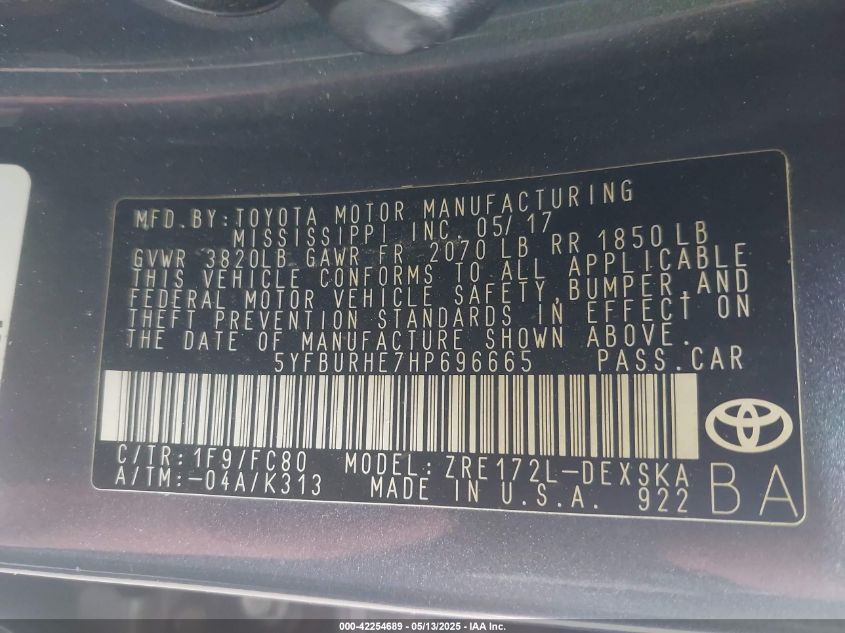 MFD.BY:TOYOTA MOTOR MANUFACTURING
MISSISSIPPI INC. 05/17
GVWR 3820LB GAWR FR 2070 LB RR 1850LB
THIS VEHICLE CONFORMS TO ALL APPLICABLE
FEDERAL MOTOR VEHICLE SAFETY,BUMPER,AND
THEFT PREVENTION STANDARDS IN EFFECT ON
THE DATE OF MANUFACTURE SHOWN ABOVE.
5YFBURHE7HP696665 PASS.CAR
C/TR:1F9/FC80 MODEL:ZRE172L-DEXSKA
A/TM:-04A/K313 MADE IN U.S.A. 922
BA
000-42254689 - 05/13/2025 - IAA Inc.